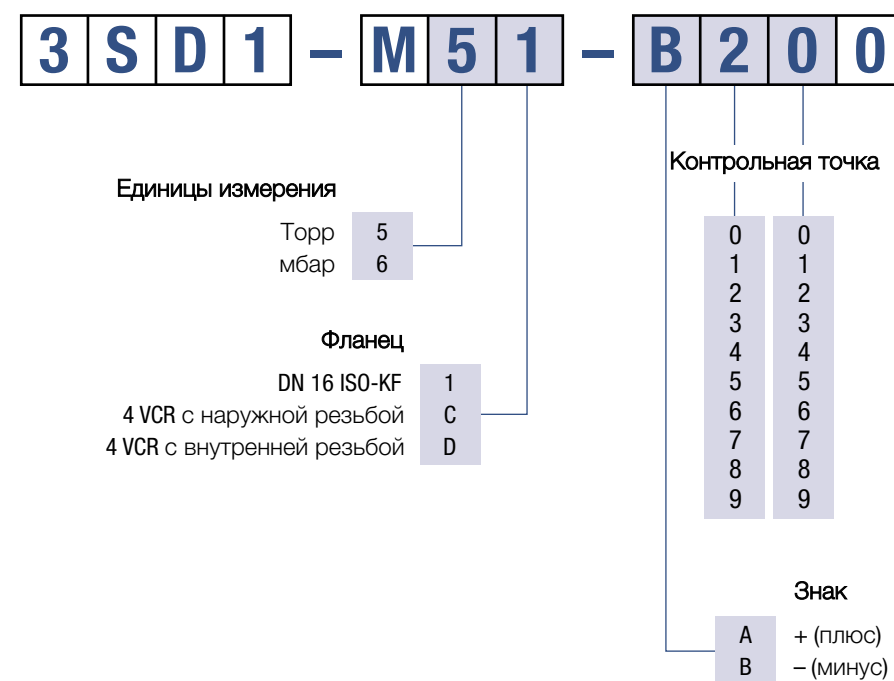 3SD1-M51-B200
Контрольная точка
Единицы измерения
Торр 5
мбар 6
Фланец
DN 16 ISO-KF 1
4 VCR с наружной резьбой C
4 VCR с внутренней резьбой D
0 0
1 1
2 2
3 3
4 4
5 5
6 6
7 7
8 8
9 9
Знак
A + (плюс)
B – (минус)